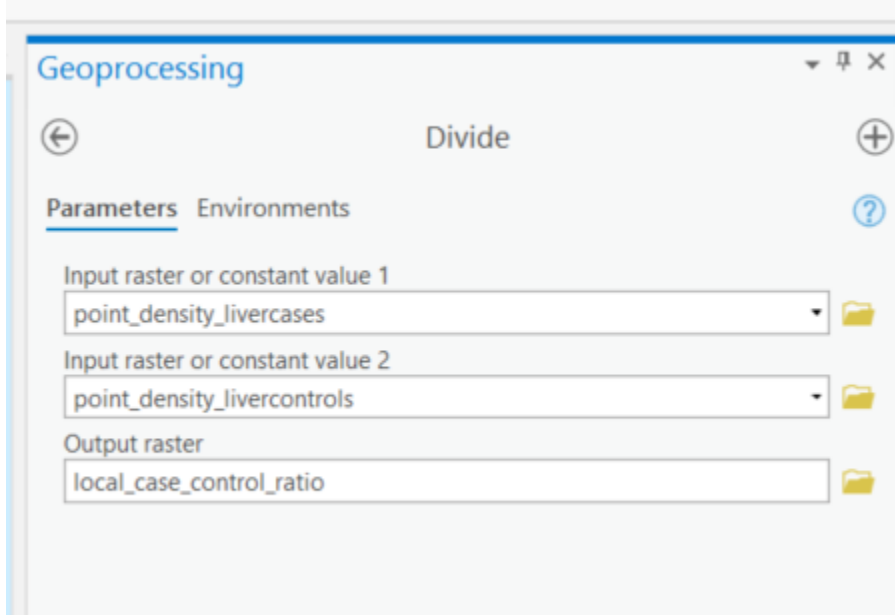 Geoprocessing
Divide
Parameters Environments
Input raster or constant value 1
point_density_livercases
Input raster or constant value 2
point_density_livercontrols
Output raster
local_case_control_ratio